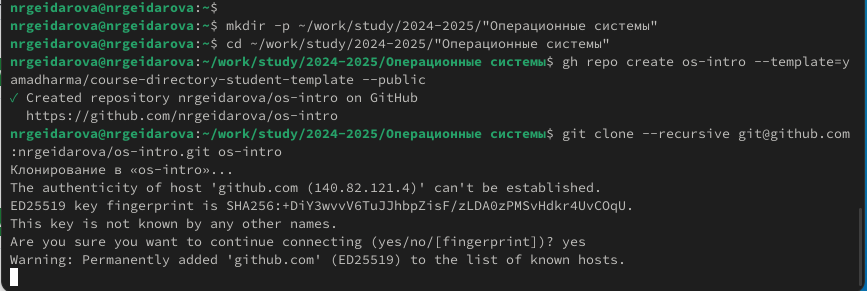 nrgeidarova@nrgeidarova:~$
nrgeidarova@nrgeidarova:~$ mkdir -p ~/work/study/2024-2025/"Операционные системы"
nrgeidarova@nrgeidarova:~$ cd ~/work/study/2024-2025/"Операционные системы"
nrgeidarova@nrgeidarova:~/work/study/2024-2025/Операционные системы$ gh repo create os-intro --template=y
amadharma/course-directory-student-template --public
✓ Created repository nrgeidarova/os-intro on GitHub
https://github.com/nrgeidarova/os-intro
nrgeidarova@nrgeidarova:~/work/study/2024-2025/Операционные системы$ git clone --recursive git@github.com
:nrgeidarova/os-intro.git os-intro
Клонирование в «os-intro»...
The authenticity of host 'github.com (140.82.121.4)' can't be established.
ED25519 key fingerprint is SHA256:+DiY3wvvV6TuJJhbpZisF/zLDA0zPMSvHdkr4UvCOqU.
This key is not known by any other names.
Are you sure you want to continue connecting (yes/no/[fingerprint])? yes
Warning: Permanently added 'github.com' (ED25519) to the list of known hosts.